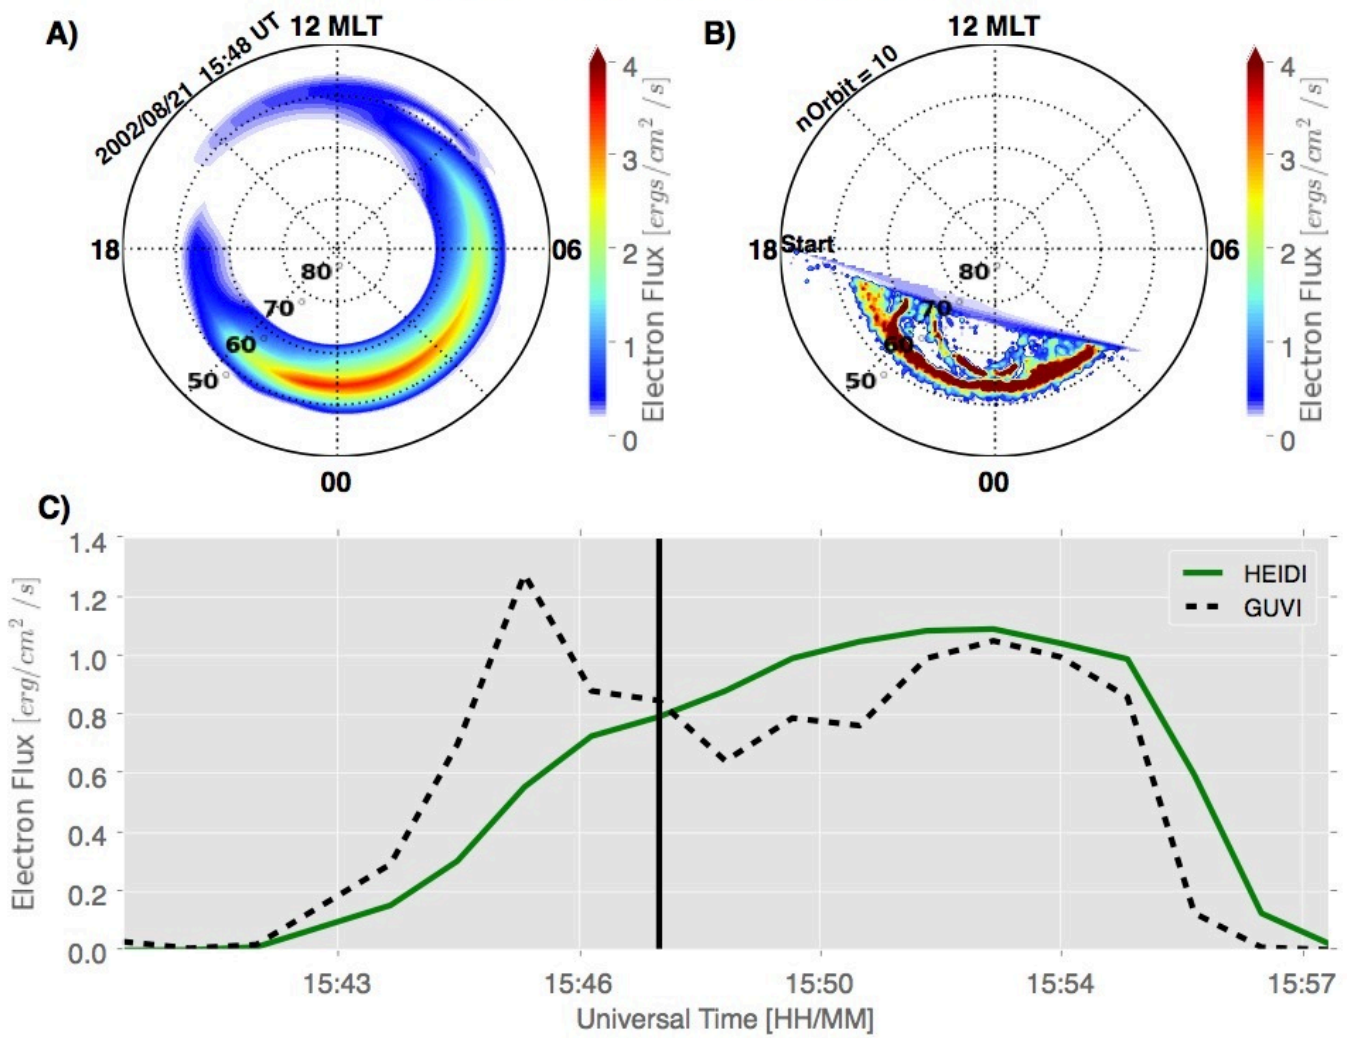 A)
2002/08/21 15:48 UT
12 MLT
18
06
80°
70°
60°
50°
00
4
3
2
1
0
Electron Flux [ergs/cm² /s]
B)
nOrbit = 10
12 MLT
18
Start
06
80°
70°
60°
50°
00
4
3
2
1
0
Electron Flux [ergs/cm² /s]
C)
Electron Flux [erg/cm² /s]
1.4
1.2
1.0
0.8
0.6
0.4
0.2
0.0
HEIDI
GUVI
15:43 15:46 15:50 15:54 15:57
Universal Time [HH/MM]